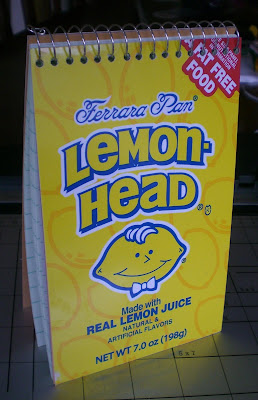 FAT FREE
FOOD
Ferrara Pan®
LEMON-
HEAD®
Made with
REAL LEMON JUICE
NATURAL &
ARTIFICIAL FLAVORS
NET WT 7.0 oz (198g)